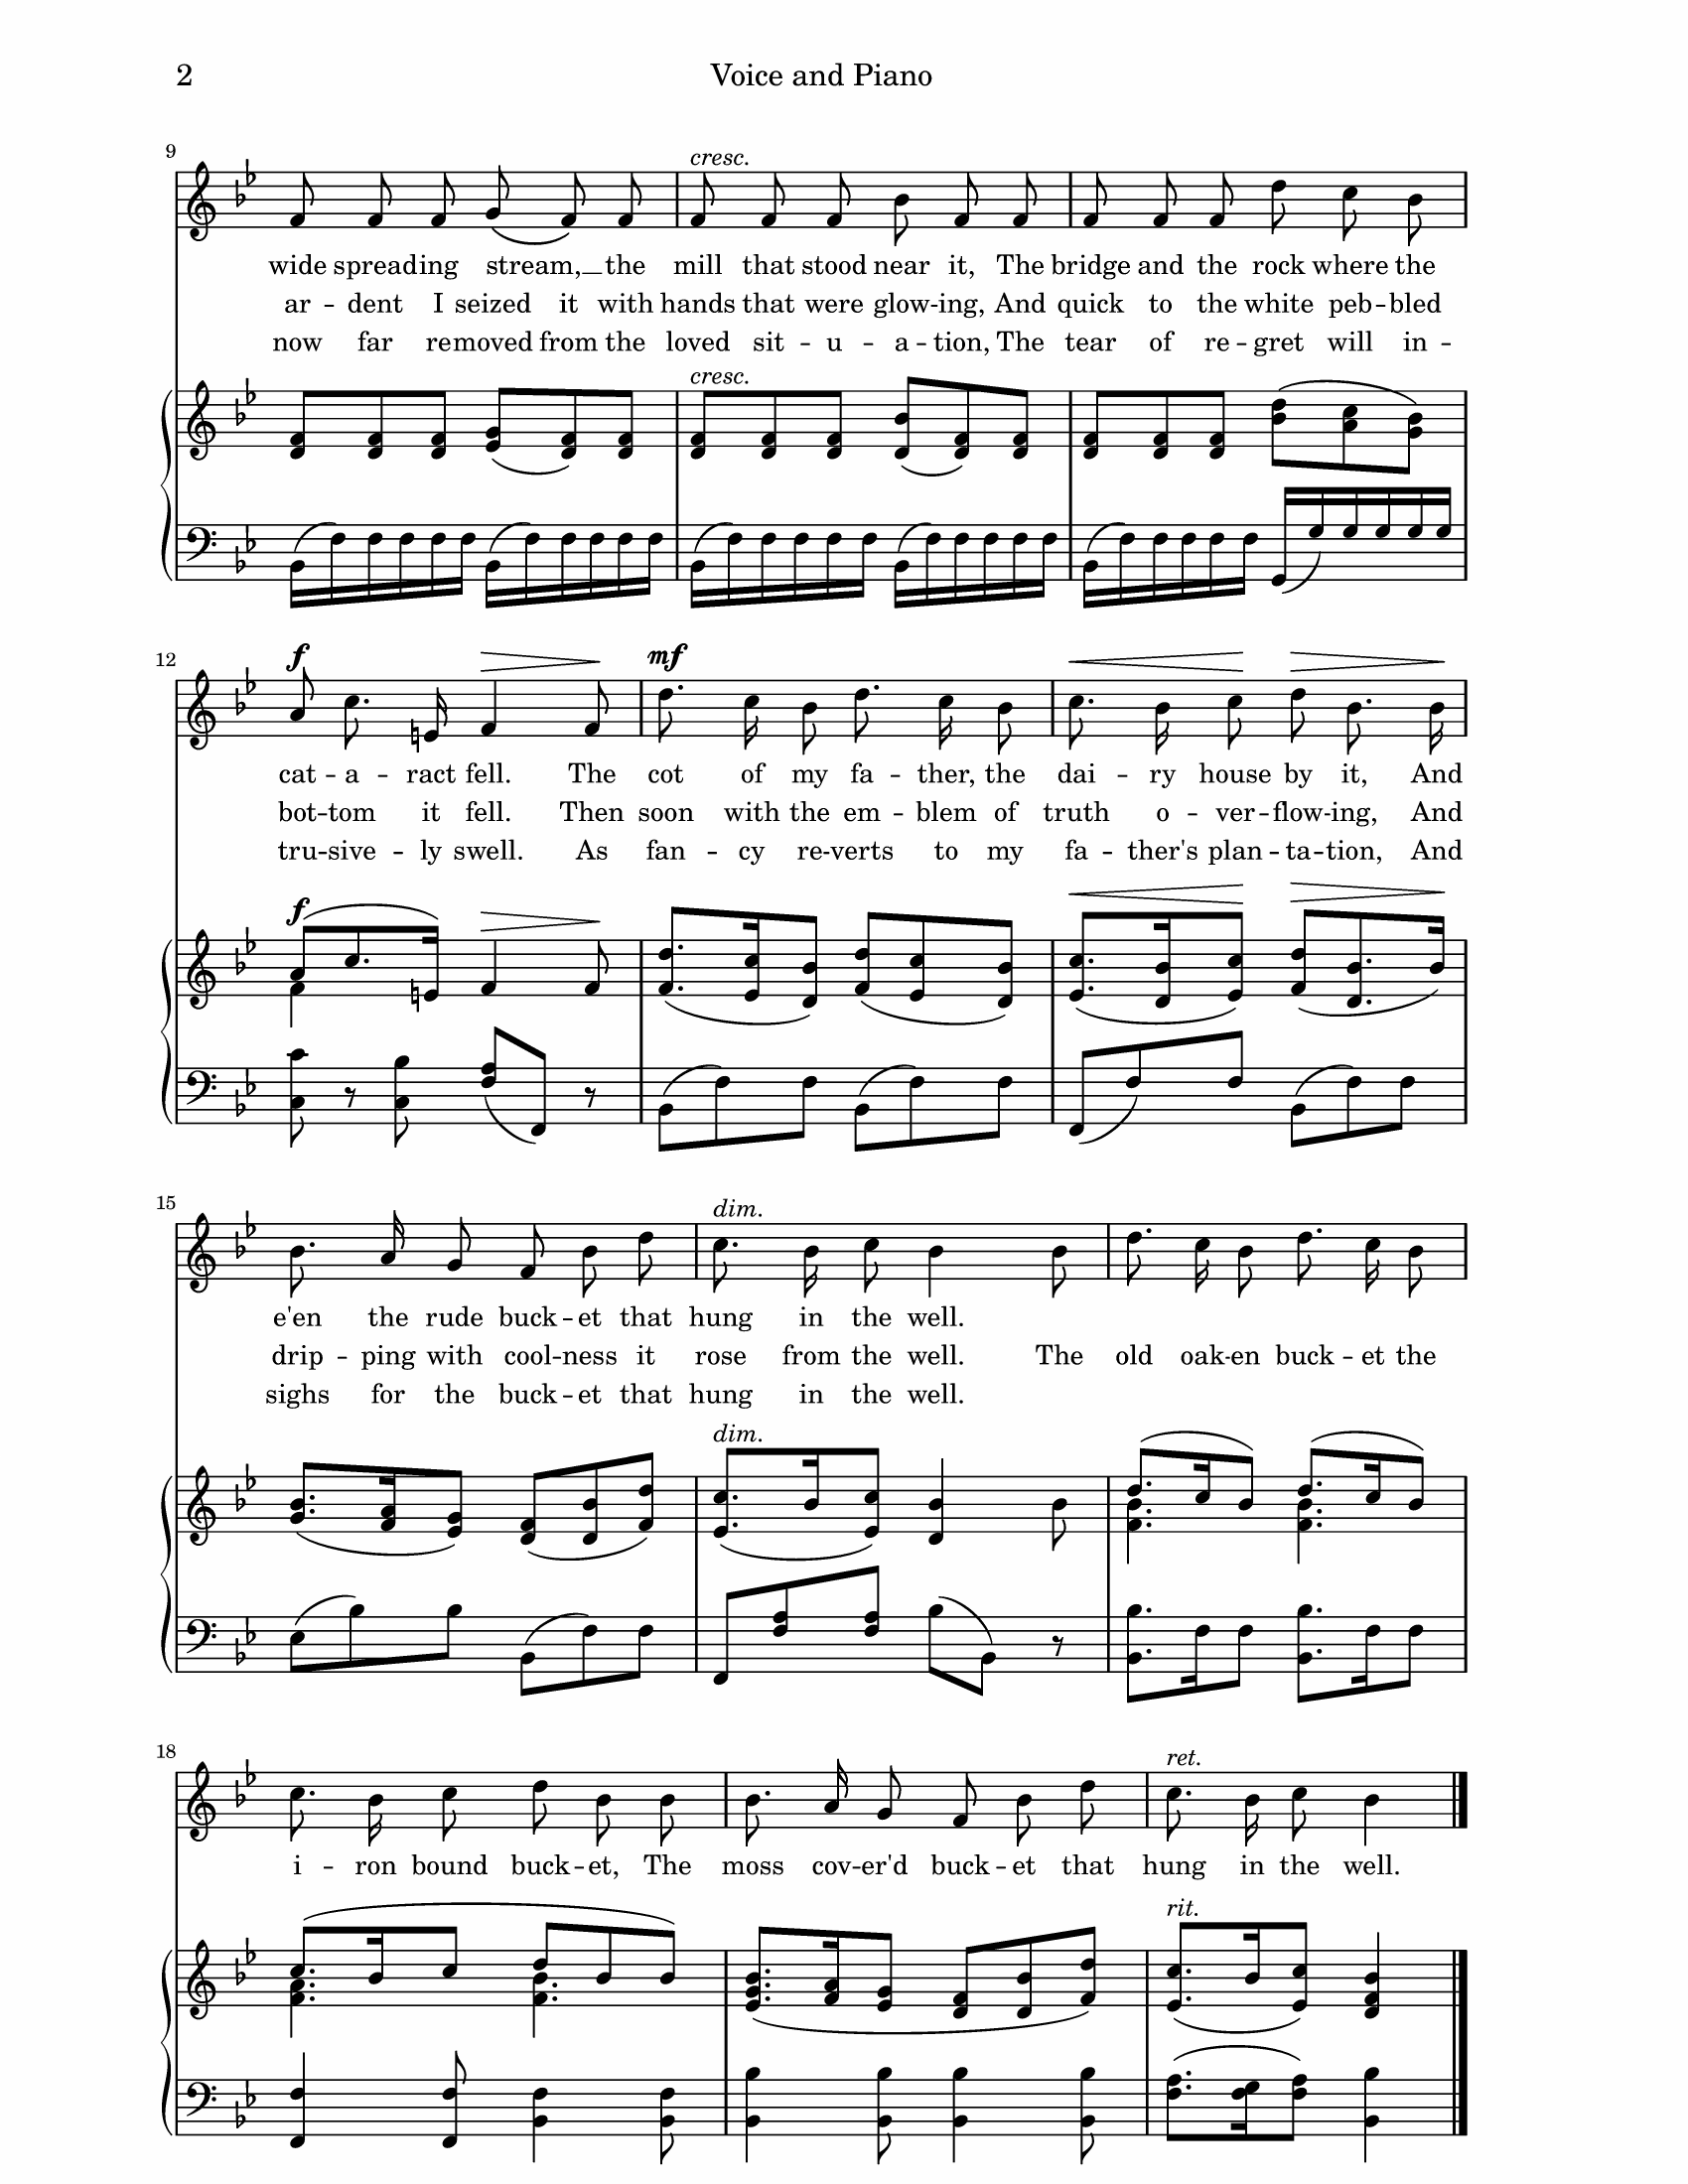 2 Voice and Piano
9
cresc.
wide spreading stream, __ the mill that stood near it, The bridge and the rock where the
ar -- dent I seized it with hands that were glow-ing, And quick to the white peb -- bled
now far re-moved from the loved sit -- u -- a -- tion, The tear of re -- gret will in --
cresc.
12
f mf
cat -- a -- ract fell. The cot of my fa -- ther, the dai -- ry house by it, And
bot -- tom it fell. Then soon with the em -- blem of truth o -- ver -- flow-ing, And
tru-sive -- ly swell. As fan -- cy re-verts to my fa -- ther's plan -- ta -- tion, And
f
15
dim.
e'en the rude buck -- et that hung in the well.
drip -- ping with cool -- ness it rose from the well. The old oak-en buck -- et the
sighs for the buck -- et that hung in the well.
dim.
18
ret.
i -- ron bound buck -- et, The moss cov-er'd buck -- et that hung in the well.
rit.